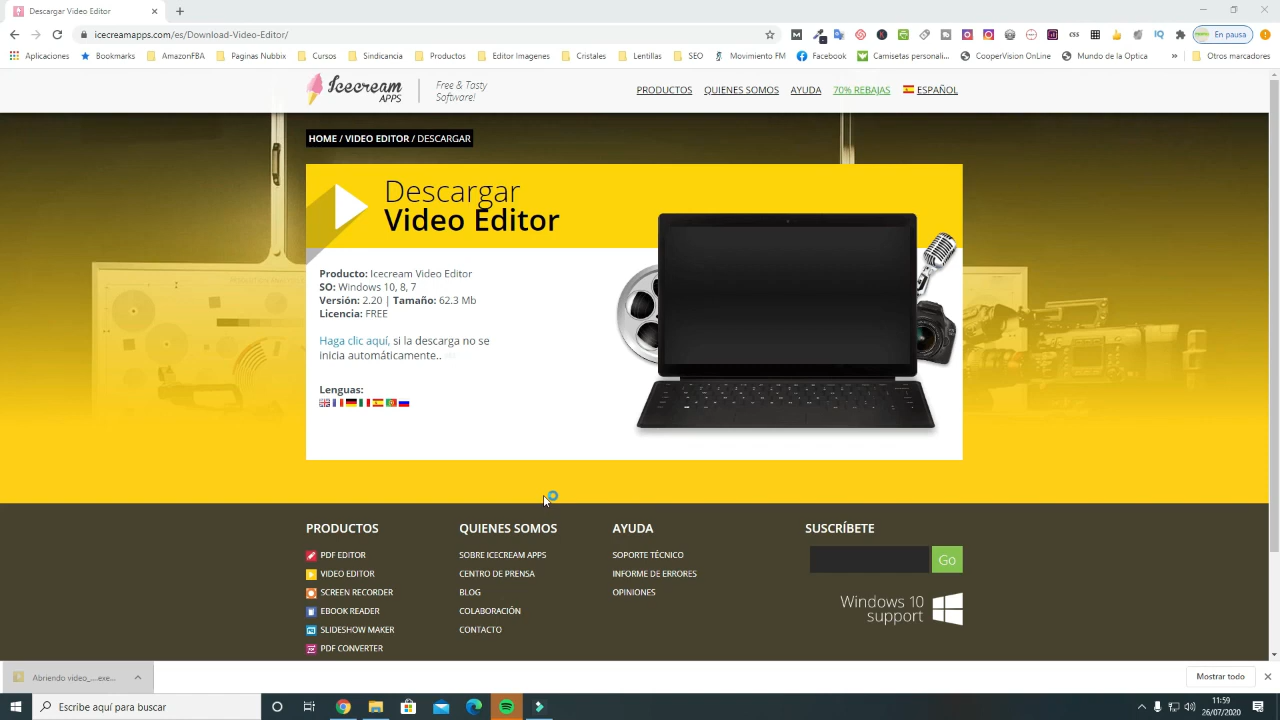 Descargar Video Editor
icecreamapps.com/es/Download-Video-Editor/
En pausa
Aplicaciones
Bookmarks
AmazonFBA
Paginas Nubbix
Cursos
Sindicancia
Productos
Editor Imagenes
Cristales
Lentillas
SEO
Movimiento FM
Facebook
Camisetas personali...
CooperVision OnLine
Mundo de la Optica
»
Otros marcadores
Icecream
APPS
Free & Tasty
Software!
PRODUCTOS
QUIENES SOMOS
AYUDA
70% REBAJAS
ESPAÑOL
HOME / VIDEO EDITOR / DESCARGAR
Descargar
Video Editor
Producto: Icecream Video Editor
SO: Windows 10, 8, 7
Versión: 2.20 | Tamaño: 62.3 Mb
Licencia: FREE
Haga clic aquí, si la descarga no se
inicia automáticamente..
Lenguas:
PRODUCTOS
PDF EDITOR
VIDEO EDITOR
SCREEN RECORDER
EBOOK READER
SLIDESHOW MAKER
PDF CONVERTER
QUIENES SOMOS
SOBRE ICECREAM APPS
CENTRO DE PRENSA
BLOG
COLABORACIÓN
CONTACTO
AYUDA
SOPORTE TÉCNICO
INFORME DE ERRORES
OPINIONES
SUSCRÍBETE
Go
Windows 10
support
Abriendo video_....exe...
Mostrar todo
Escribe aquí para buscar
11:59
26/07/2020